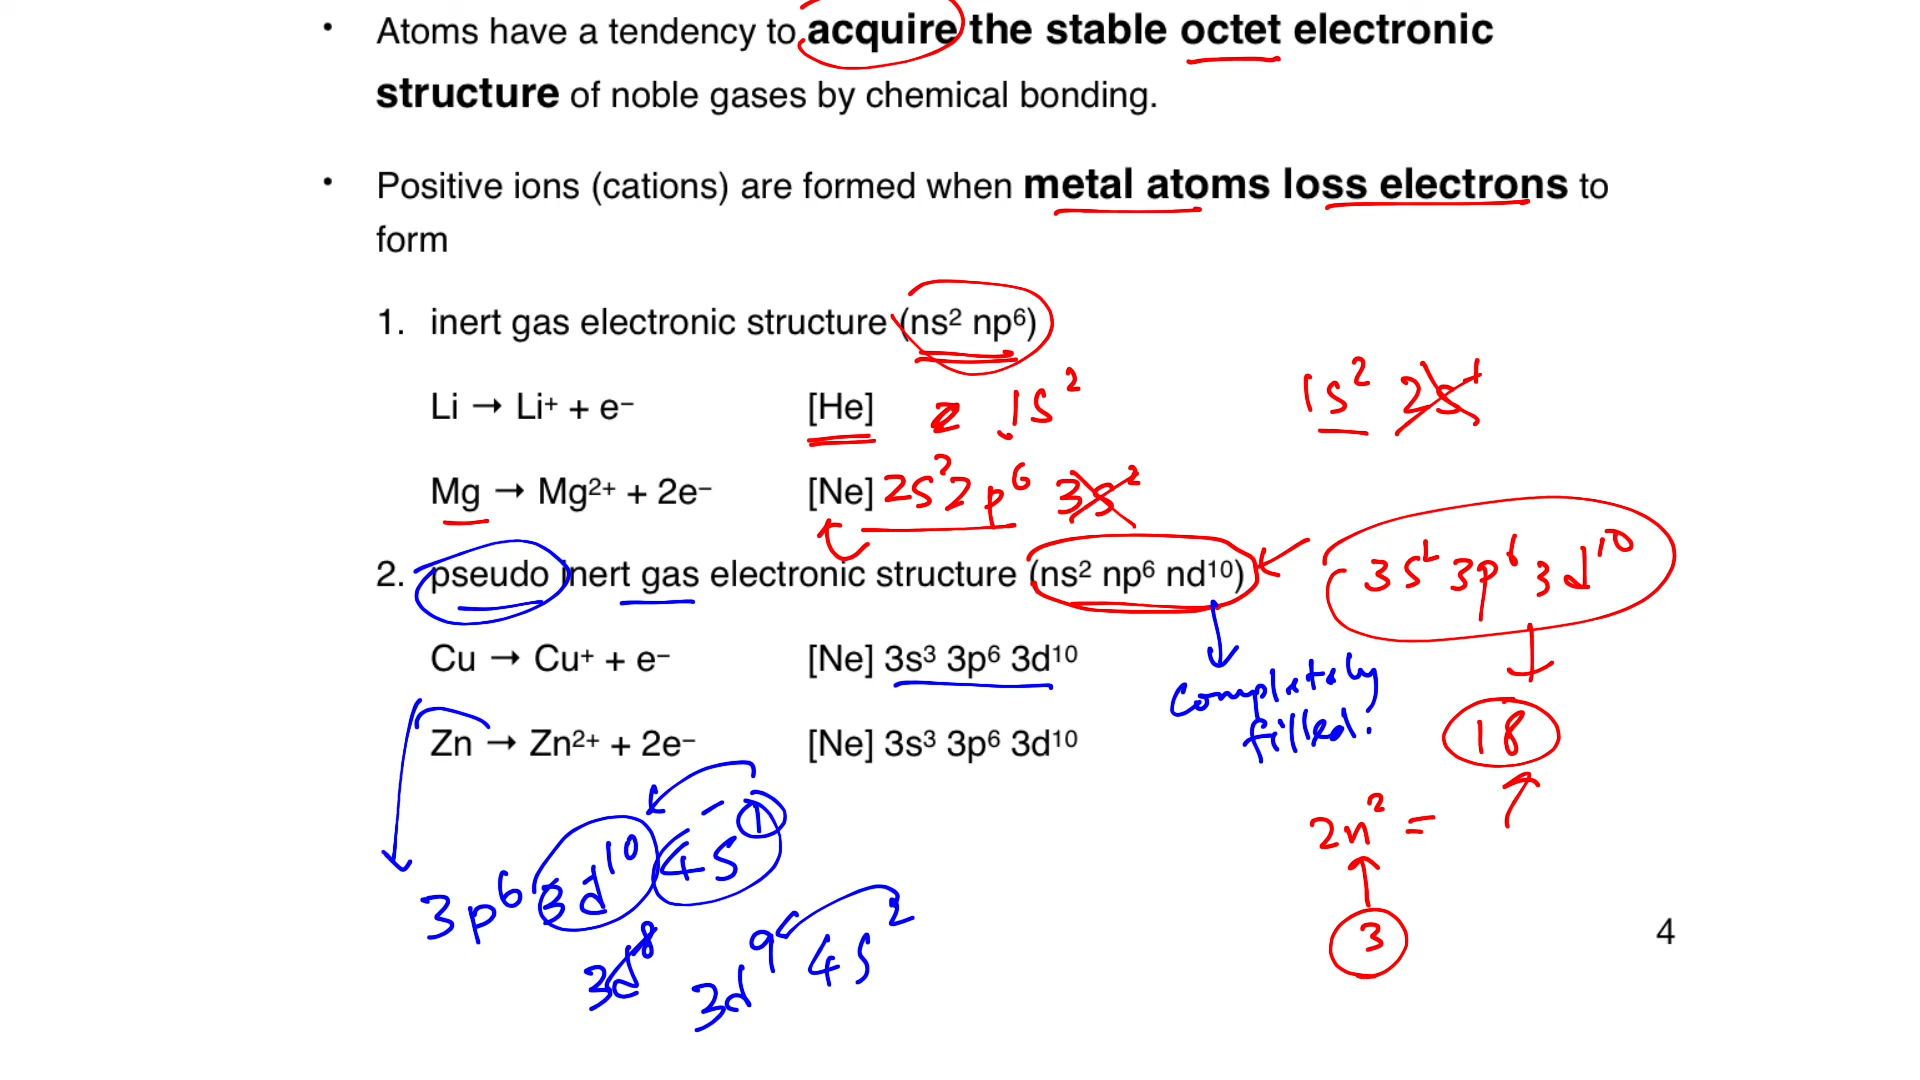 • Atoms have a tendency to acquire the stable octet electronic
structure of noble gases by chemical bonding.
• Positive ions (cations) are formed when metal atoms loss electrons to
form
1. inert gas electronic structure (ns² np⁶)
Li → Li⁺ + e⁻ [He] 2 1s² 1s² 2s¹
Mg → Mg²⁺ + 2e⁻ [Ne] 2s² 2p⁶ 3s²
2. pseudo inert gas electronic structure (ns² np⁶ nd¹⁰) ← 3s² 3p⁶ 3d¹⁰
Cu → Cu⁺ + e⁻ [Ne] 3s³ 3p⁶ 3d¹⁰
completely
filled.
18
Zn → Zn²⁺ + 2e⁻ [Ne] 3s³ 3p⁶ 3d¹⁰
2n² =
3p⁶ 3d¹⁰ 4s¹
3
3d⁸ 3d⁹ 4s²
4